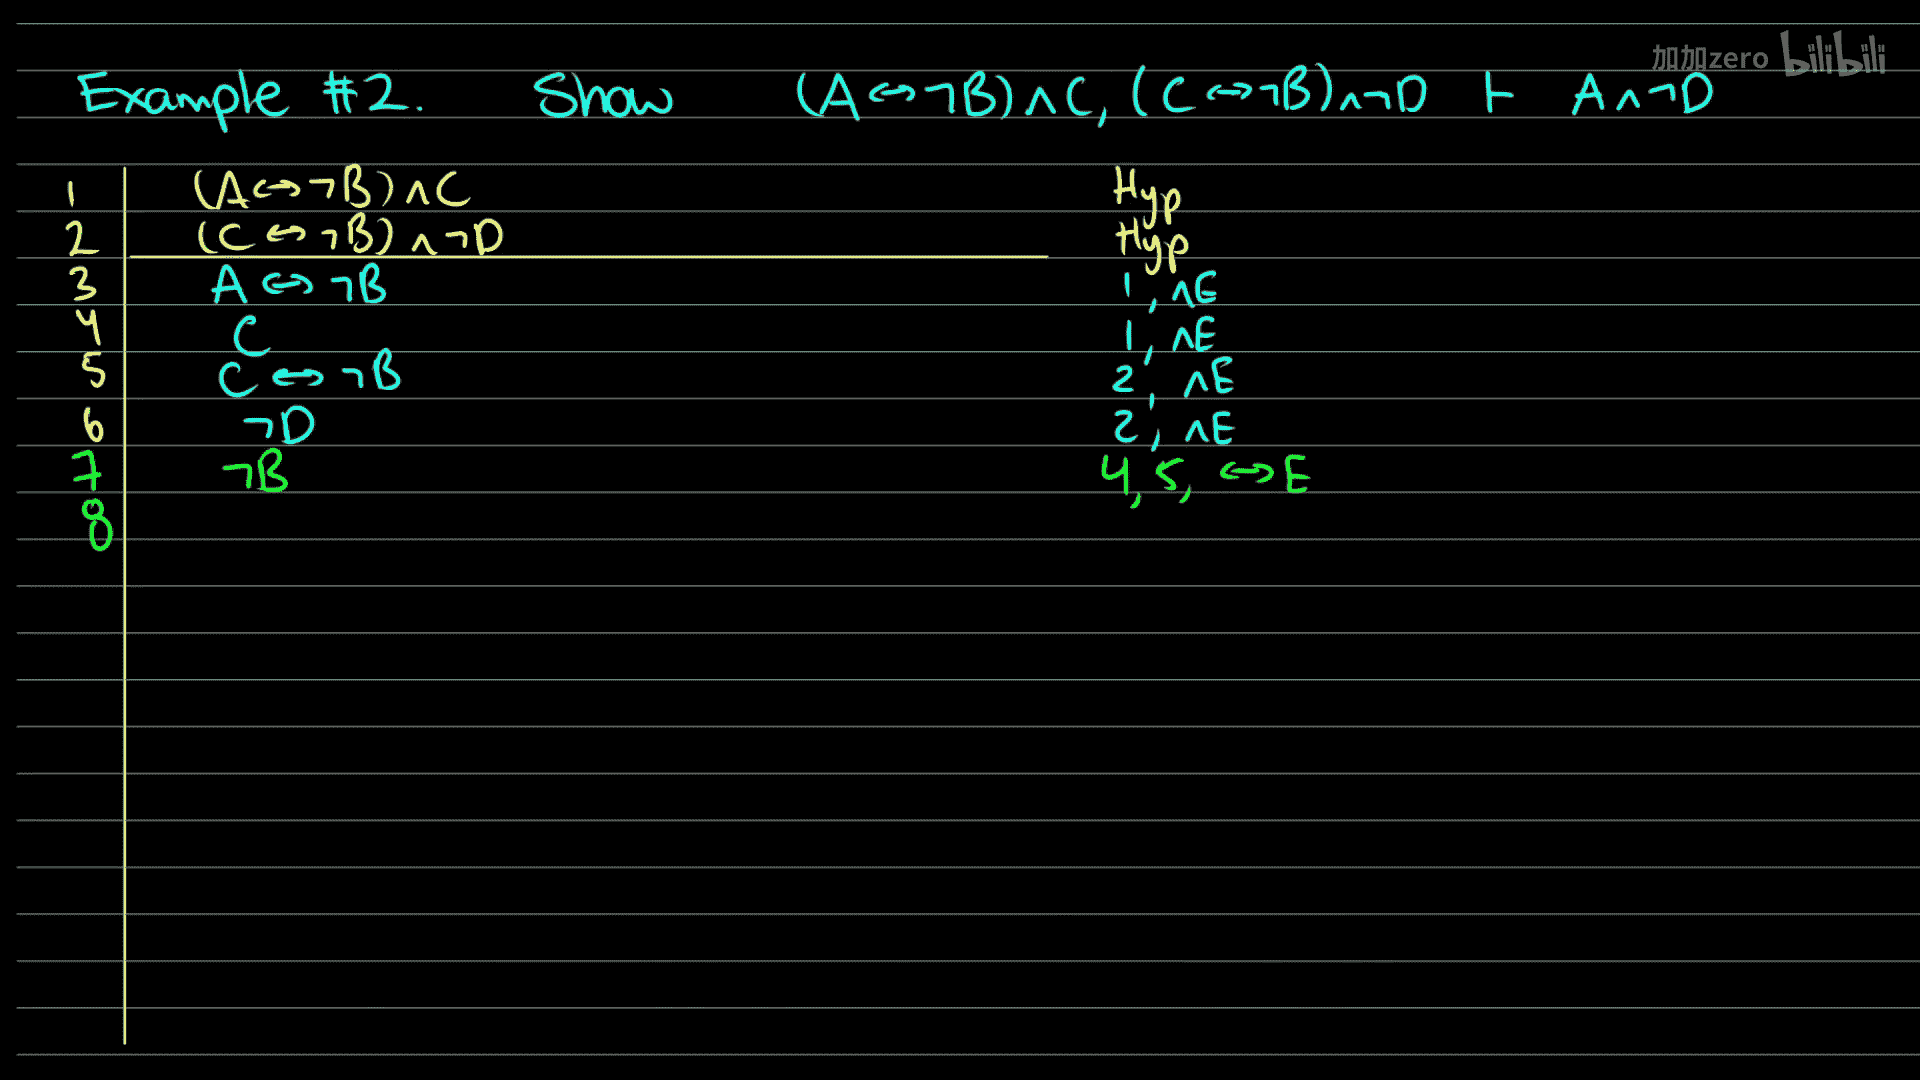 加加zero bilibili
Example #2. Show (A↔¬B)∧C, (C↔¬B)∧¬D ⊢ A∧¬D
1 (A↔¬B)∧C Hyp
2 (C↔¬B)∧¬D Hyp
3 A↔¬B 1, ∧E
4 C 1, ∧E
5 C↔¬B 2, ∧E
6 ¬D 2, ∧E
7 ¬B 4, 5, ↔E
8